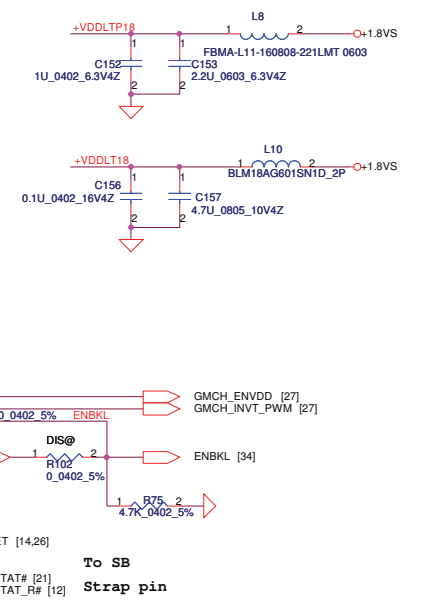 L8
+VDDLTP18 1 2 +1.8VS
1 1 FBMA-L11-160808-221LMT 0603
C152 C153
1U_0402_6.3V4Z 2.2U_0603_6.3V4Z
2 2
L10
+VDDLT18 1 2 +1.8VS
1 1 BLM18AG601SN1D_2P
C156
0.1U_0402_16V4Z C157
4.7U_0805_10V4Z
2 2
GMCH_ENVDD [27]
GMCH_INVT_PWM [27]
0_0402_5% ENBKL
DIS@
1 2 ENBKL [34]
R102
0_0402_5%
1 R75 2
4.7K_0402_5%
ET [14,26]
To SB
TAT# [21]
TAT_R# [12] Strap pin